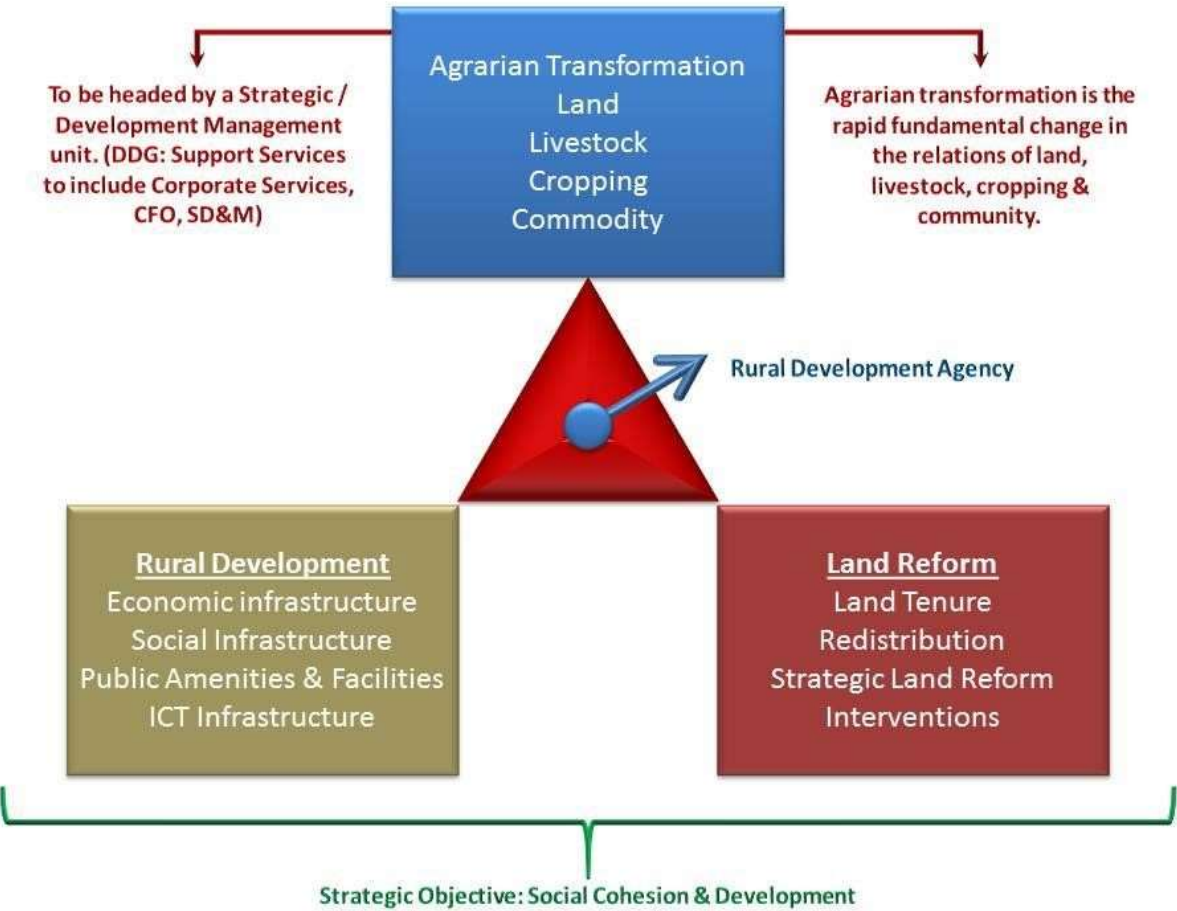 Agrarian Transformation
Land
Livestock
Cropping
Commodity
To be headed by a Strategic /
Development Management
unit. (DDG: Support Services
to include Corporate Services,
CFO, SD&M)
Agrarian transformation is the
rapid fundamental change in
the relations of land,
livestock, cropping &
community.
Rural Development Agency
Rural Development
Economic infrastructure
Social Infrastructure
Public Amenities & Facilities
ICT Infrastructure
Land Reform
Land Tenure
Redistribution
Strategic Land Reform
Interventions
Strategic Objective: Social Cohesion & Development